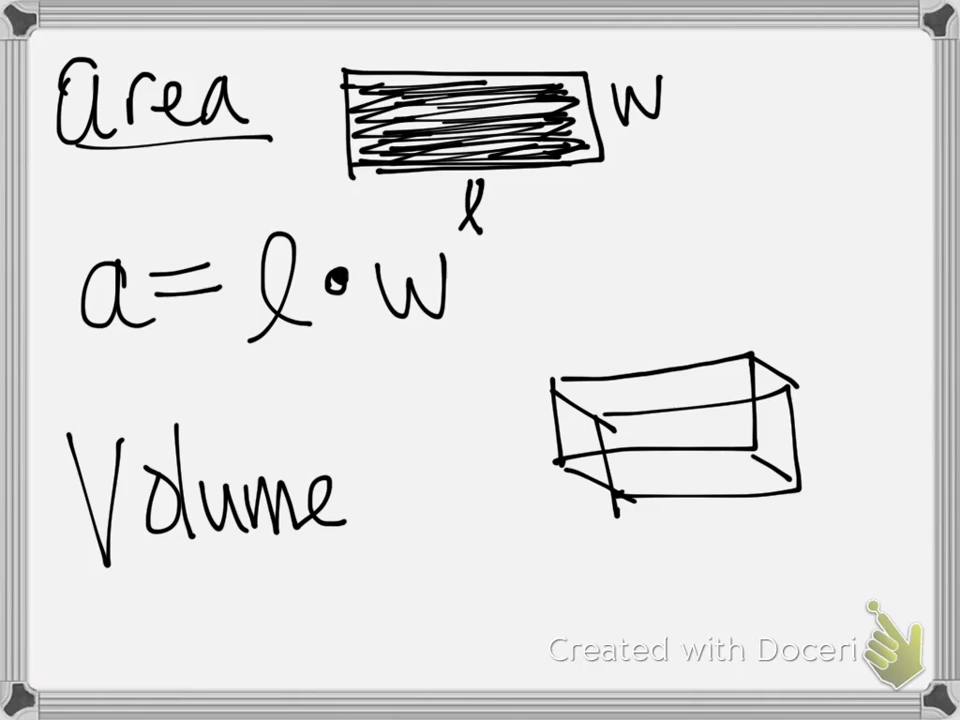 area
w
l
a = l • w
Volume
Created with Doceri